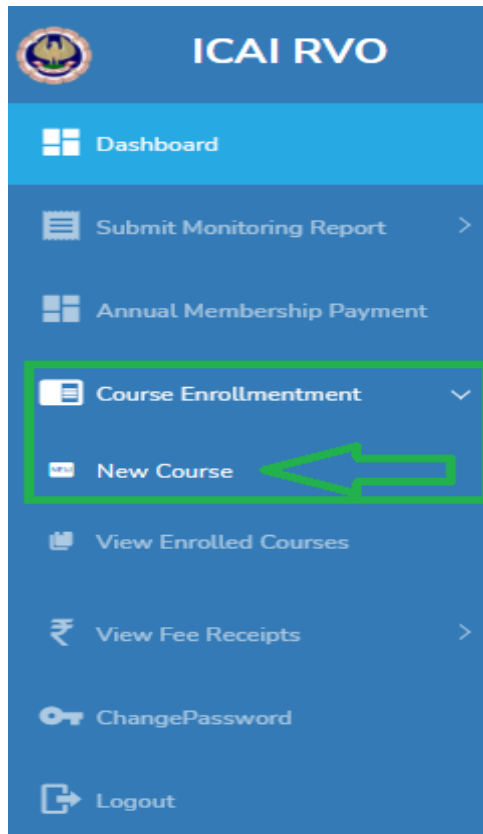 ICAI RVO
Dashboard
Submit Monitoring Report
Annual Membership Payment
Course Enrollmentment
NEW New Course
View Enrolled Courses
₹ View Fee Receipts
ChangePassword
Logout